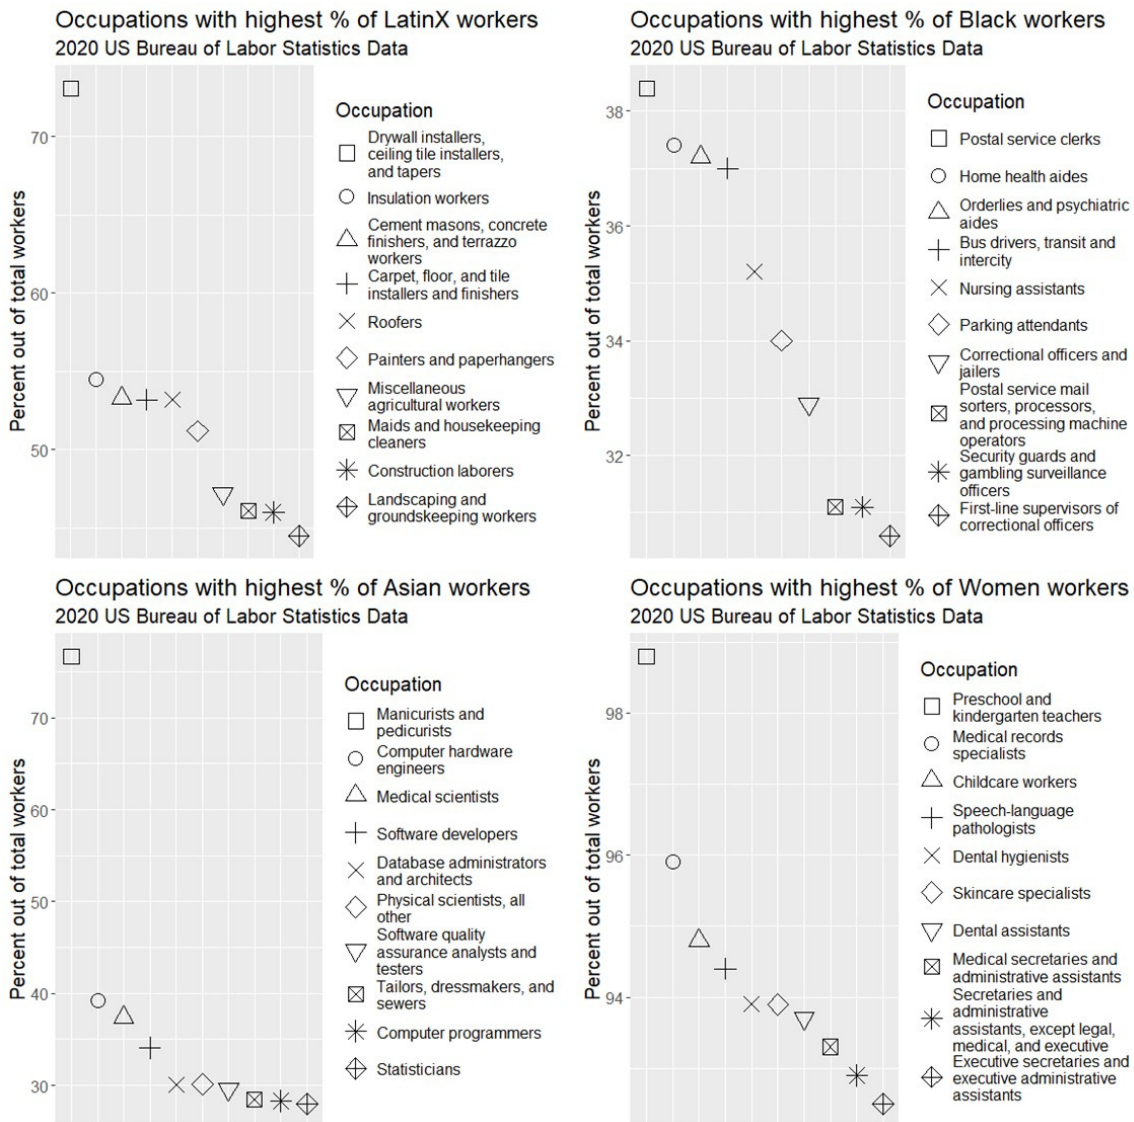 Occupations with highest % of LatinX workers
2020 US Bureau of Labor Statistics Data
Percent out of total workers
70
60
50
Occupation
Drywall installers,
ceiling tile installers,
and tapers
Insulation workers
Cement masons, concrete
finishers, and terrazzo
workers
Carpet, floor, and tile
installers and finishers
Roofers
Painters and paperhangers
Miscellaneous
agricultural workers
Maids and housekeeping
cleaners
Construction laborers
Landscaping and
groundskeeping workers
Occupations with highest % of Black workers
2020 US Bureau of Labor Statistics Data
Percent out of total workers
38
36
34
32
Occupation
Postal service clerks
Home health aides
Orderlies and psychiatric
aides
Bus drivers, transit and
intercity
Nursing assistants
Parking attendants
Correctional officers and
jailers
Postal service mail
sorters, processors,
and processing machine
operators
Security guards and
gambling surveillance
officers
First-line supervisors of
correctional officers
Occupations with highest % of Asian workers
2020 US Bureau of Labor Statistics Data
Percent out of total workers
70
60
50
40
30
Occupation
Manicurists and
pedicurists
Computer hardware
engineers
Medical scientists
Software developers
Database administrators
and architects
Physical scientists, all
other
Software quality
assurance analysts and
testers
Tailors, dressmakers, and
sewers
Computer programmers
Statisticians
Occupations with highest % of Women workers
2020 US Bureau of Labor Statistics Data
Percent out of total workers
98
96
94
Occupation
Preschool and
kindergarten teachers
Medical records
specialists
Childcare workers
Speech-language
pathologists
Dental hygienists
Skincare specialists
Dental assistants
Medical secretaries and
administrative assistants
Secretaries and
administrative
assistants, except legal,
medical, and executive
Executive secretaries and
executive administrative
assistants